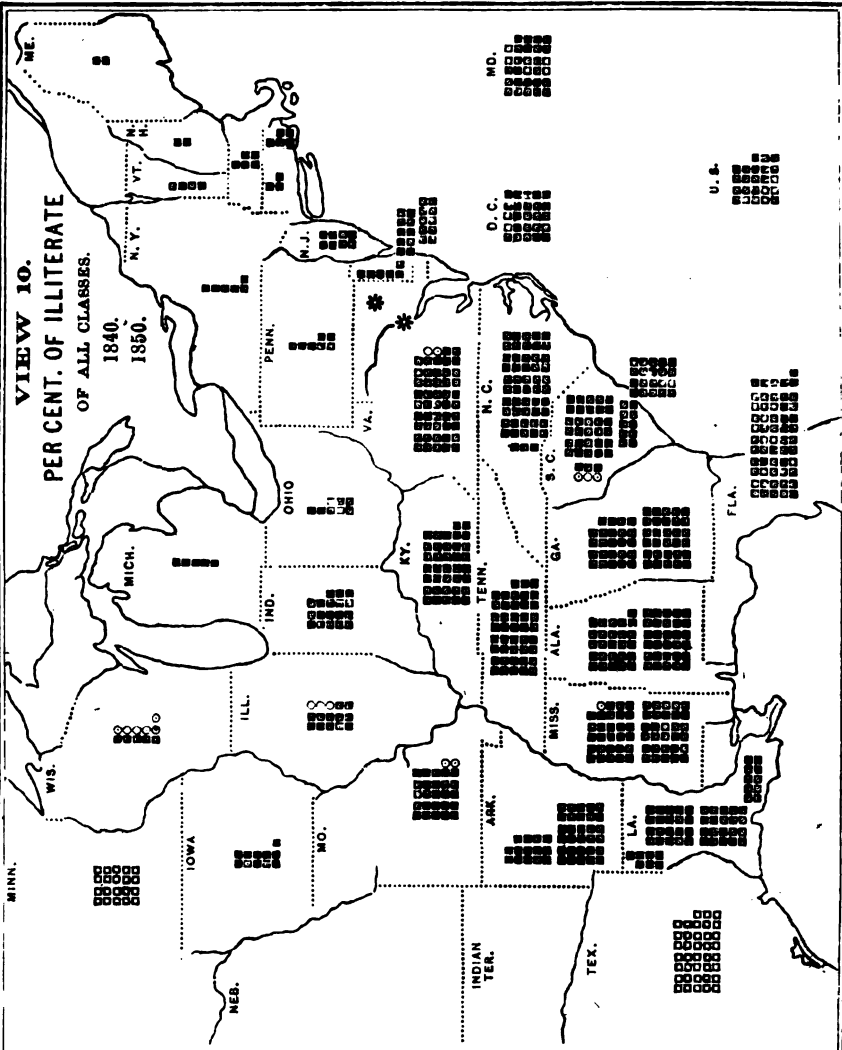 VIEW 10.
PER CENT. OF ILLITERATE
OF ALL CLASSES.
1840.
1850.
ME.
N. H.
VT.
N. Y.
N.J.
PENN.
MD.
D. C.
U. S.
VA.
N. C.
S. C.
GA.
FLA.
OHIO
MICH.
IND.
KY.
TENN.
ALA.
MISS.
ILL.
WIS.
MINN.
IOWA
MO.
ARK.
LA.
NEB.
INDIAN
TER.
TEX.